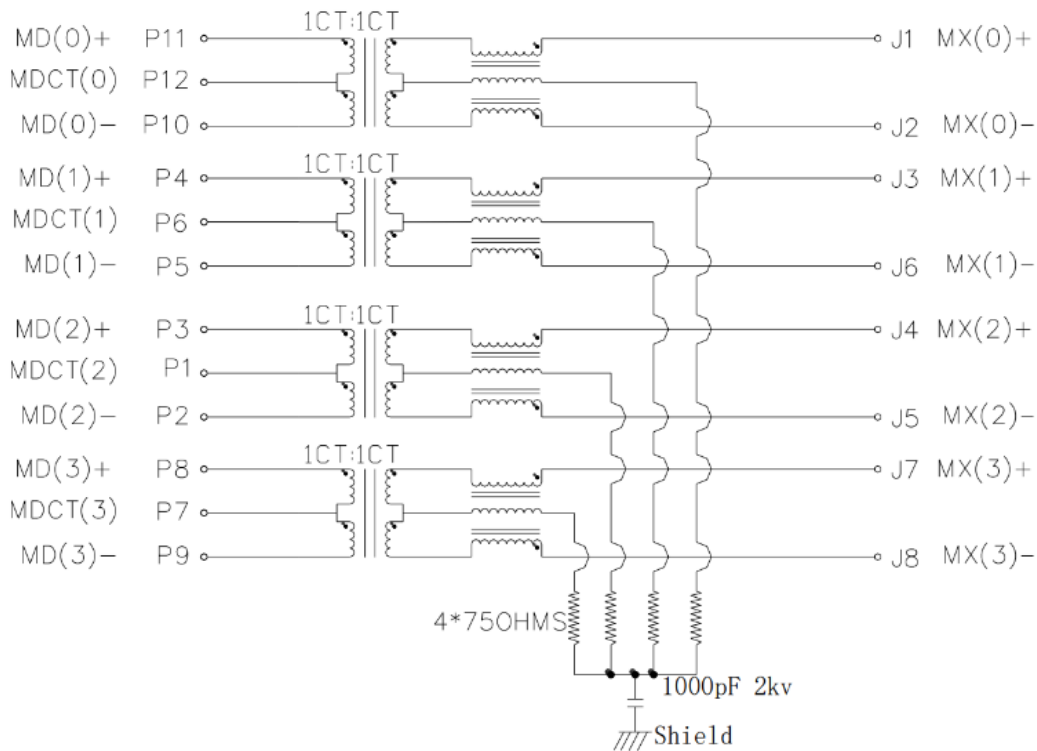 1CT:1CT
MD(0)+ P11 J1 MX(0)+
MDCT(0) P12
MD(0)- P10 J2 MX(0)-
1CT:1CT
MD(1)+ P4 J3 MX(1)+
MDCT(1) P6
MD(1)- P5 J6 MX(1)-
1CT:1CT
MD(2)+ P3 J4 MX(2)+
MDCT(2) P1
MD(2)- P2 J5 MX(2)-
1CT:1CT
MD(3)+ P8 J7 MX(3)+
MDCT(3) P7
MD(3)- P9 J8 MX(3)-
4*75OHMS
1000pF 2kv
Shield